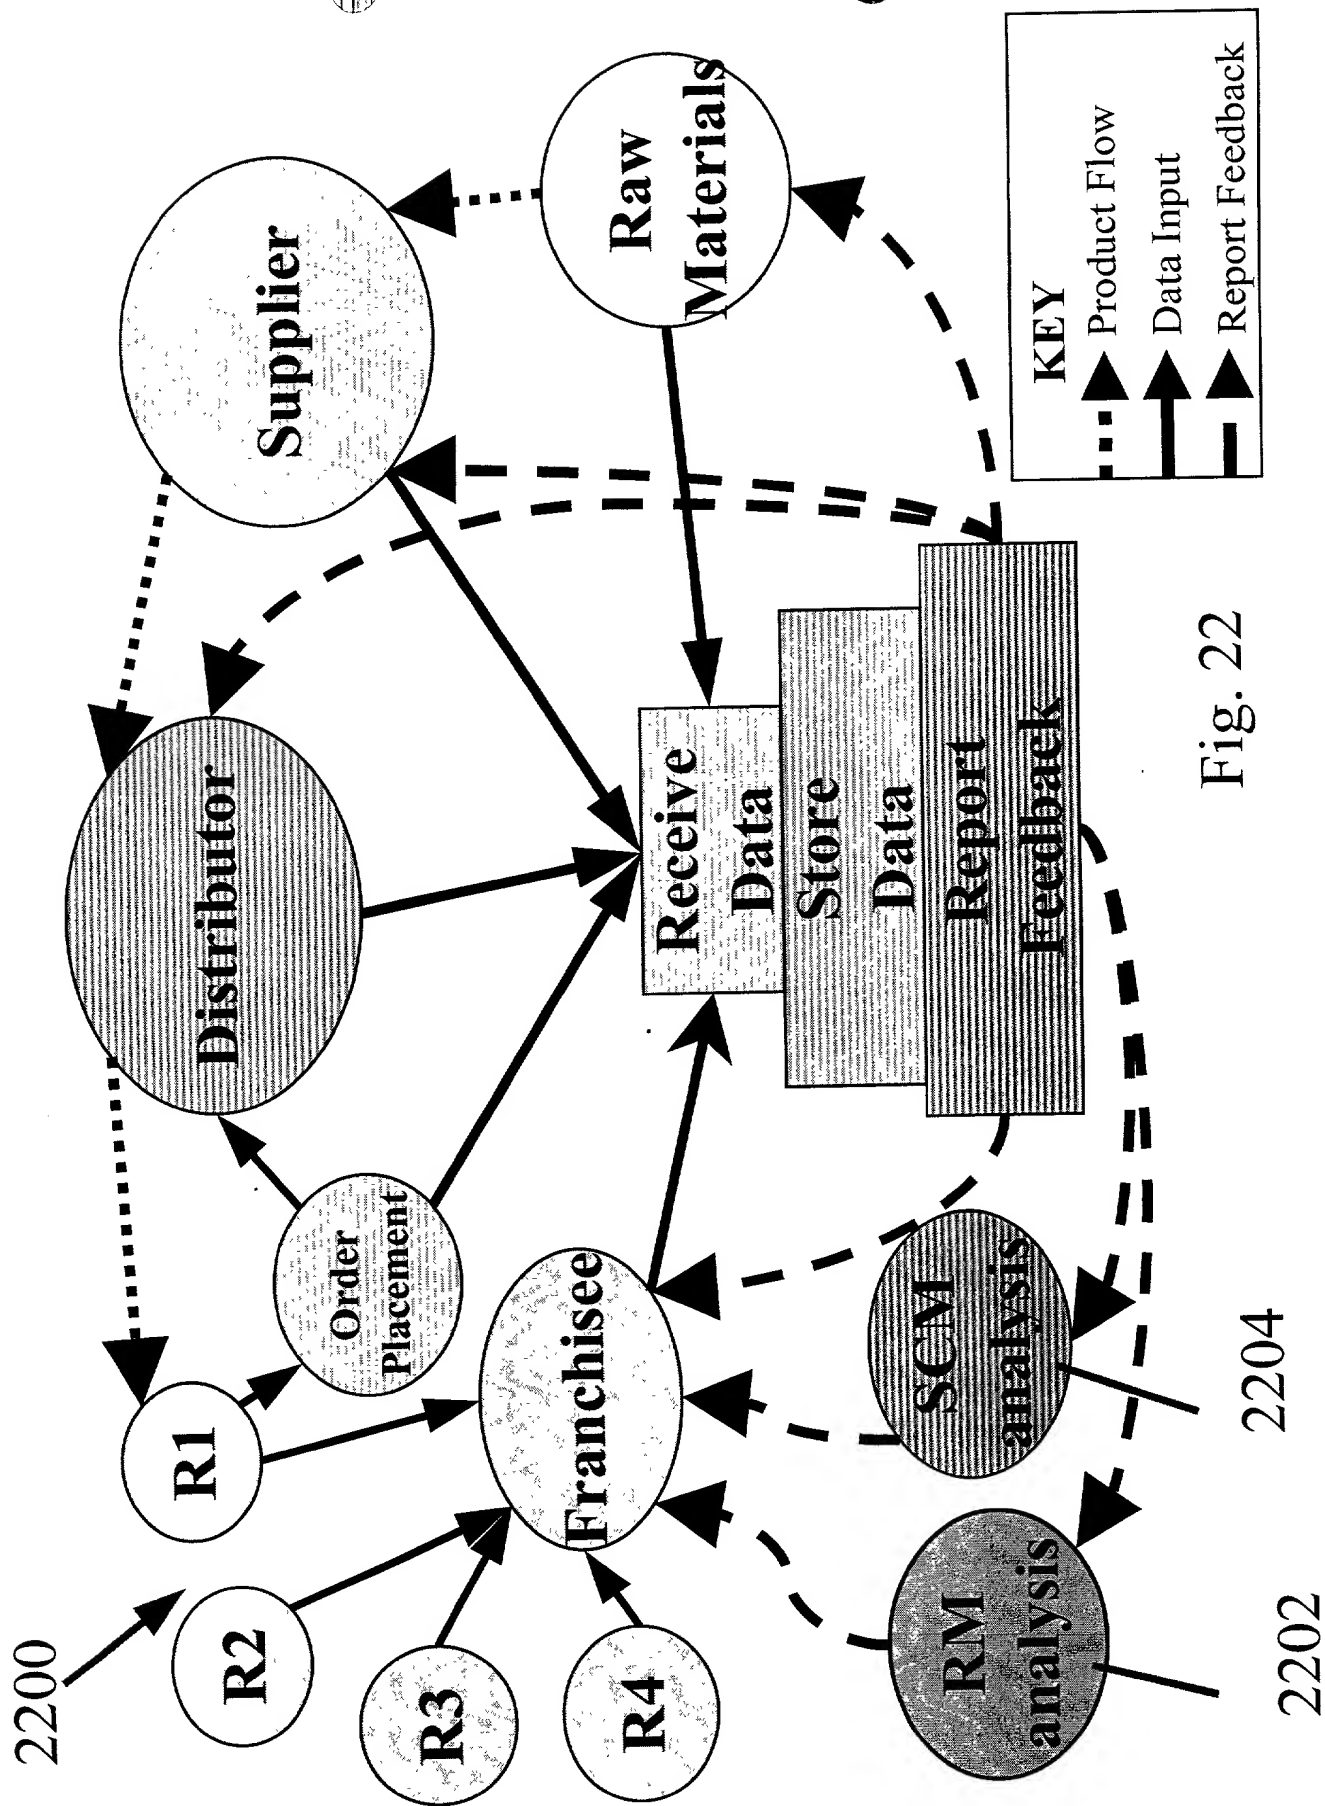 2200
R1
R2
R3
R4
Order
Placement
Distributor
Supplier
Raw
Materials
Franchisee
Receive
Data
Store
Data
Report
Feedback
RM
analysis
SCM
analysis
2202
2204
KEY
Product Flow
Data Input
Report Feedback
Fig. 22